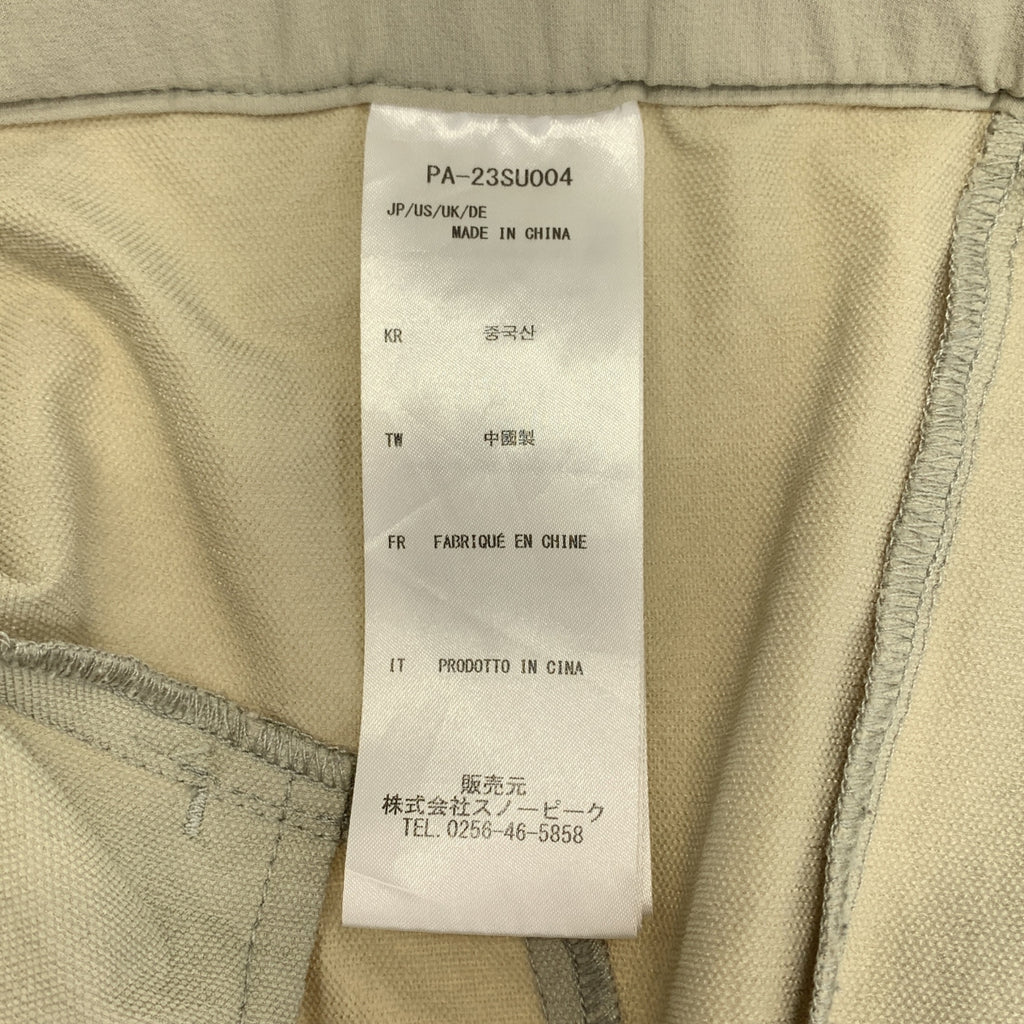 PA-23SU004
JP/US/UK/DE
MADE IN CHINA
KR 중국산
TW 中國製
FR FABRIQUÉ EN CHINE
IT PRODOTTO IN CINA
販売元
株式会社スノーピーク
TEL.0256-46-5858